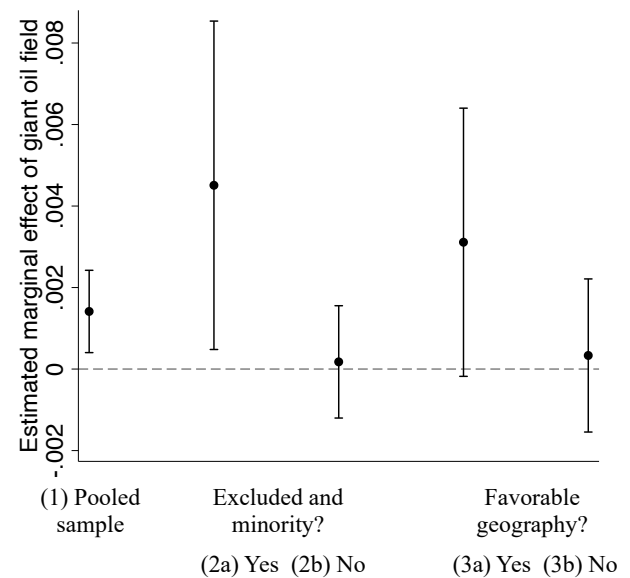 Estimated marginal effect of giant oil field
.008
.006
.004
.002
0
-.002
(1) Pooled sample
Excluded and minority?
Favorable geography?
(2a) Yes (2b) No
(3a) Yes (3b) No